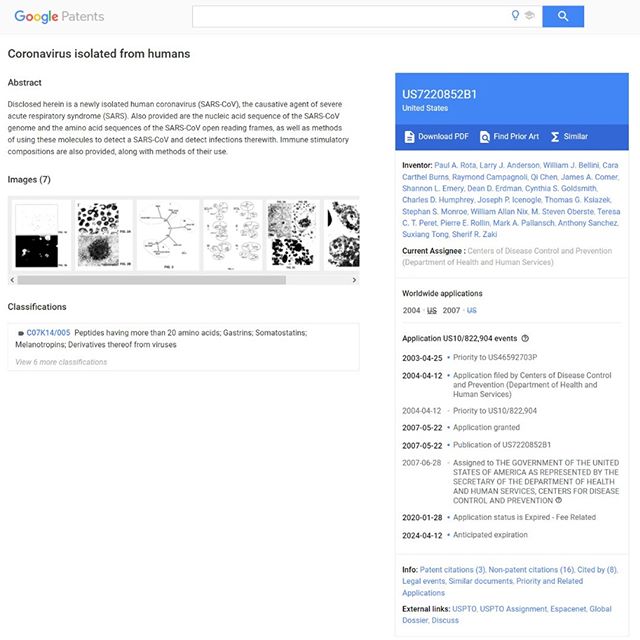 Google Patents
Coronavirus isolated from humans
Abstract
Disclosed herein is a newly isolated human coronavirus (SARS-CoV), the causative agent of severe
acute respiratory syndrome (SARS). Also provided are the nucleic acid sequence of the SARS-CoV
genome and the amino acid sequences of the SARS-CoV open reading frames, as well as methods
of using these molecules to detect a SARS-CoV and detect infections therewith. Immune stimulatory
compositions are also provided, along with methods of their use.
Images (7)
Classifications
C07K14/005 Peptides having more than 20 amino acids; Gastrins; Somatostatins;
Melanotropins; Derivatives thereof from viruses
View 6 more classifications
US7220852B1
United States
Download PDF Find Prior Art Similar
Inventor: Paul A. Rota, Larry J. Anderson, William J. Bellini, Cara
Carthel Burns, Raymond Campagnoli, Qi Chen, James A. Comer,
Shannon L. Emery, Dean D. Erdman, Cynthia S. Goldsmith,
Charles D. Humphrey, Joseph P. Icenogle, Thomas G. Ksiazek,
Stephan S. Monroe, William Allan Nix, M. Steven Oberste, Teresa
C. T. Peret, Pierre E. Rollin, Mark A. Pallansch, Anthony Sanchez,
Suxiang Tong, Sherif R. Zaki
Current Assignee : Centers of Disease Control and Prevention
(Department of Health and Human Services)
Worldwide applications
2004 · US 2007 · US
Application US10/822,904 events
2003-04-25 • Priority to US46592703P
2004-04-12 • Application filed by Centers of Disease Control
and Prevention (Department of Health and
Human Services)
2004-04-12 · Priority to US10/822,904
2007-05-22 • Application granted
2007-05-22 • Publication of US7220852B1
2007-06-28 · Assigned to THE GOVERNMENT OF THE UNITED
STATES OF AMERICA AS REPRESENTED BY THE
SECRETARY OF THE DEPARTMENT OF HEALTH
AND HUMAN SERVICES, CENTERS FOR DISEASE
CONTROL AND PREVENTION
2020-01-28 • Application status is Expired - Fee Related
2024-04-12 • Anticipated expiration
Info: Patent citations (3), Non-patent citations (16), Cited by (8),
Legal events, Similar documents, Priority and Related
Applications
External links: USPTO, USPTO Assignment, Espacenet, Global
Dossier, Discuss